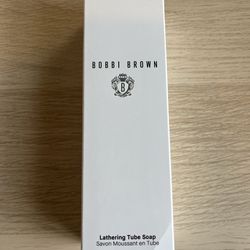 BOBBI BROWN
B
Lathering Tube Soap
Savon Moussant en Tube